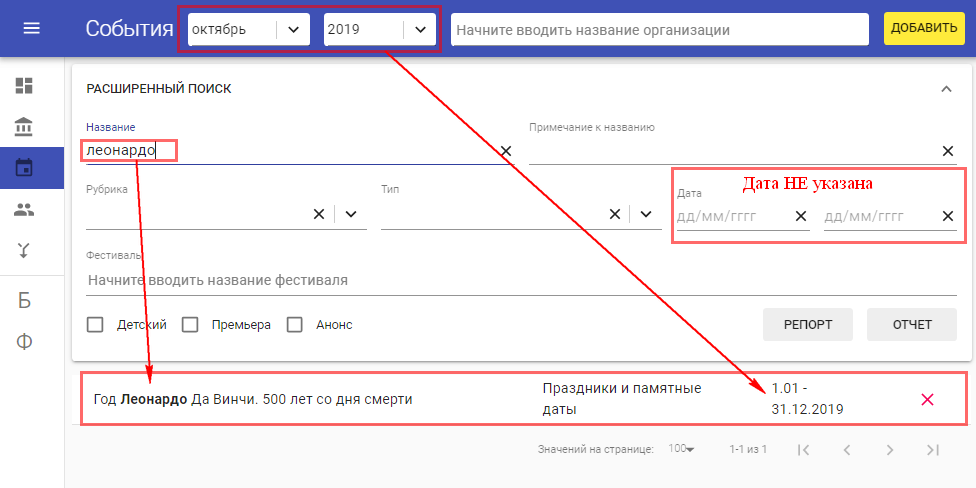 События
октябрь
2019
Начните вводить название организации
ДОБАВИТЬ
РАСШИРЕННЫЙ ПОИСК
Название
леонардо
Примечание к названию
Рубрика
Тип
Дата НЕ указана
Дата
дд/мм/гггг
дд/мм/гггг
Фестиваль
Начните вводить название фестиваля
Детский
Премьера
Анонс
РЕПОРТ
ОТЧЕТ
Б
Ф
Год Леонардо Да Винчи. 500 лет со дня смерти
Праздники и памятные
даты
1.01 -
31.12.2019
Значений на странице:
100
1-1 из 1